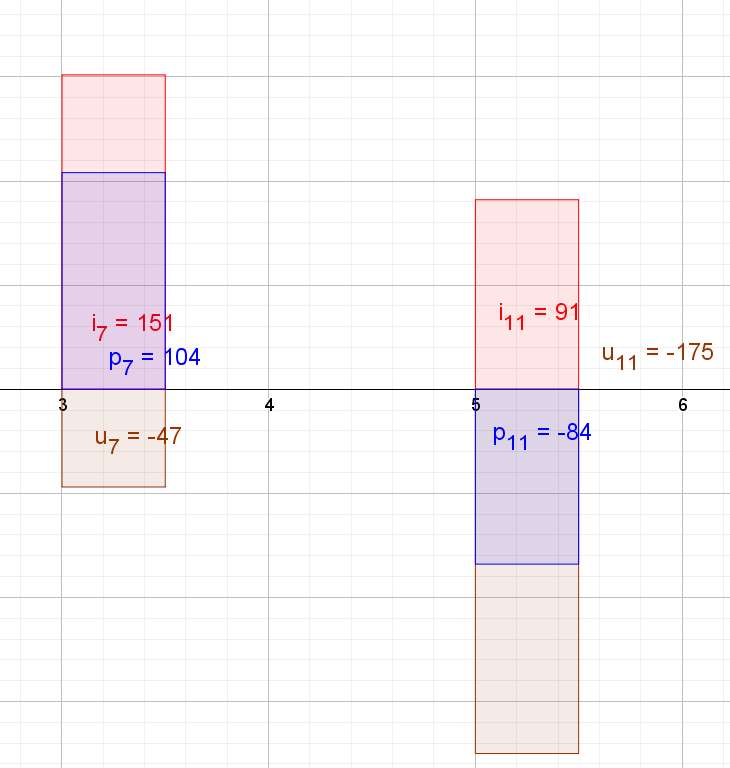 i₇ = 151
p₇ = 104
i₁₁ = 91
u₁₁ = -175
3
4
5
6
u₇ = -47
p₁₁ = -84